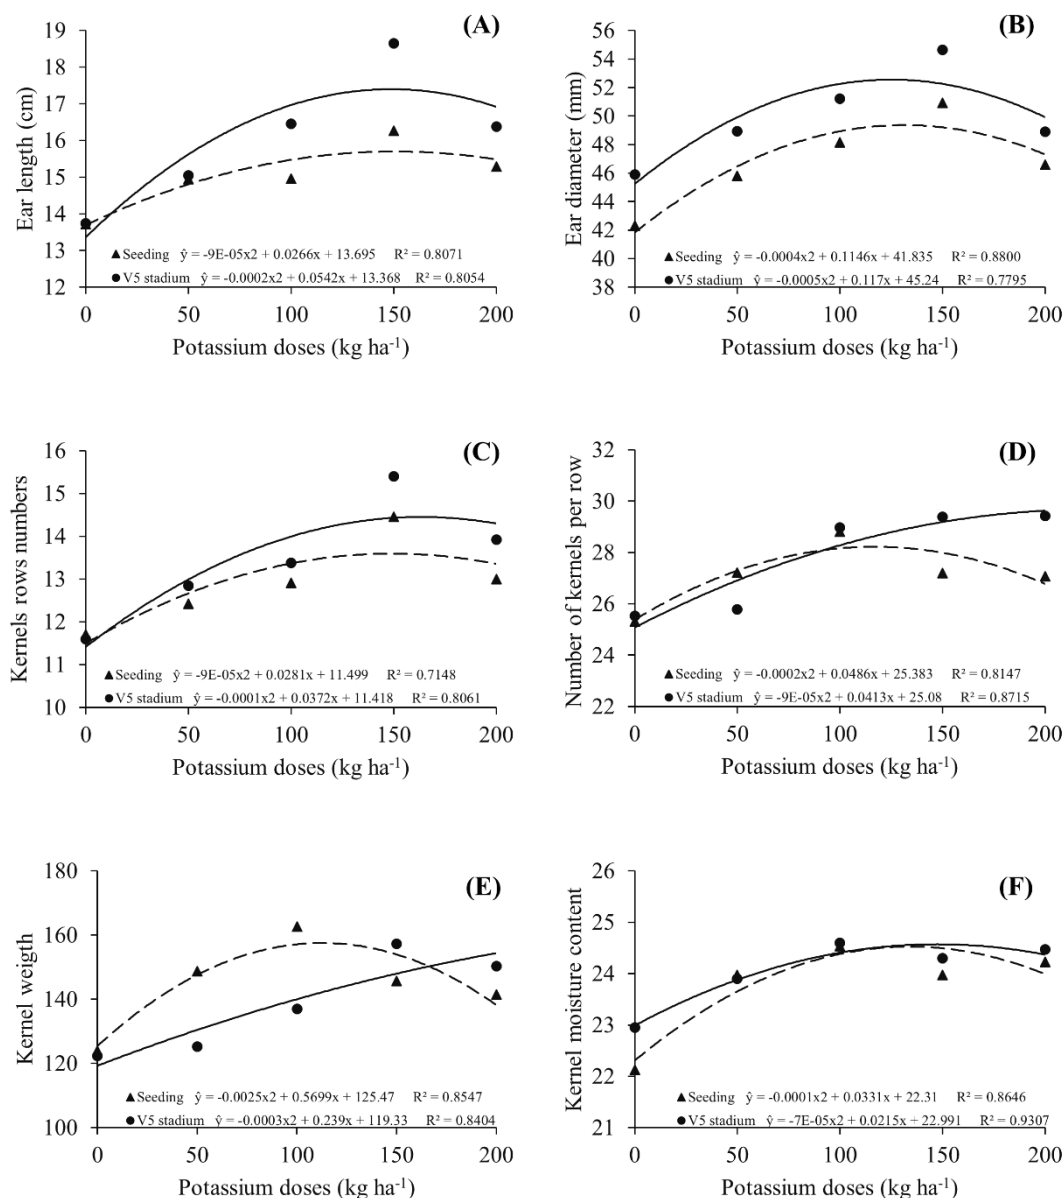 (A)
Ear length (cm)
19
18
17
16
15
14
13
12
Seeding ŷ = -9E-05x2 + 0.0266x + 13.695 R² = 0.8071
V5 stadium ŷ = -0.0002x2 + 0.0542x + 13.368 R² = 0.8054
0 50 100 150 200
Potassium doses (kg ha⁻¹)
(B)
Ear diameter (mm)
56
54
52
50
48
46
44
42
40
38
Seeding ŷ = -0.0004x2 + 0.1146x + 41.835 R² = 0.8800
V5 stadium ŷ = -0.0005x2 + 0.117x + 45.24 R² = 0.7795
0 50 100 150 200
Potassium doses (kg ha⁻¹)
(C)
Kernels rows numbers
16
15
14
13
12
11
10
Seeding ŷ = -9E-05x2 + 0.0281x + 11.499 R² = 0.7148
V5 stadium ŷ = -0.0001x2 + 0.0372x + 11.418 R² = 0.8061
0 50 100 150 200
Potassium doses (kg ha⁻¹)
(D)
Number of kernels per row
32
30
28
26
24
22
Seeding ŷ = -0.0002x2 + 0.0486x + 25.383 R² = 0.8147
V5 stadium ŷ = -9E-05x2 + 0.0413x + 25.08 R² = 0.8715
0 50 100 150 200
Potassium doses (kg ha⁻¹)
(E)
Kernel weigth
180
160
140
120
100
Seeding ŷ = -0.0025x2 + 0.5699x + 125.47 R² = 0.8547
V5 stadium ŷ = -0.0003x2 + 0.239x + 119.33 R² = 0.8404
0 50 100 150 200
Potassium doses (kg ha⁻¹)
(F)
Kernel moisture content
26
25
24
23
22
21
Seeding ŷ = -0.0001x2 + 0.0331x + 22.31 R² = 0.8646
V5 stadium ŷ = -7E-05x2 + 0.0215x + 22.991 R² = 0.9307
0 50 100 150 200
Potassium doses (kg ha⁻¹)